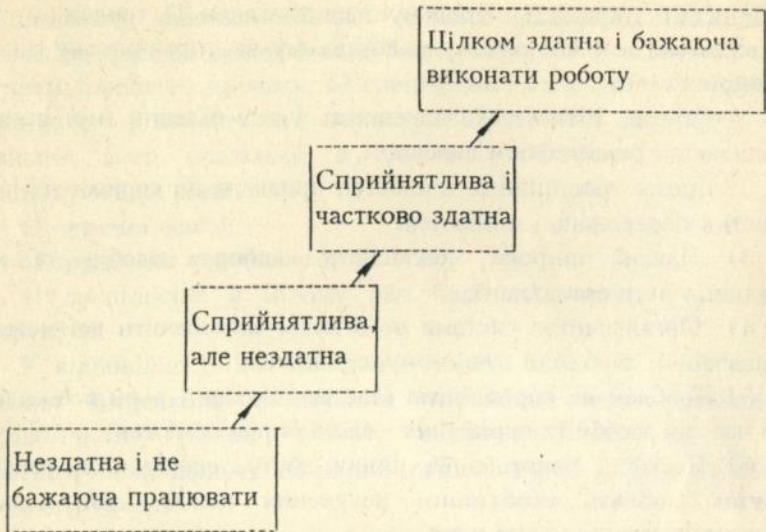 Цілком здатна і бажаюча
виконати роботу
Сприйнятлива і
частково здатна
Сприйнятлива,
але нездатна
Нездатна і не
бажаюча працювати